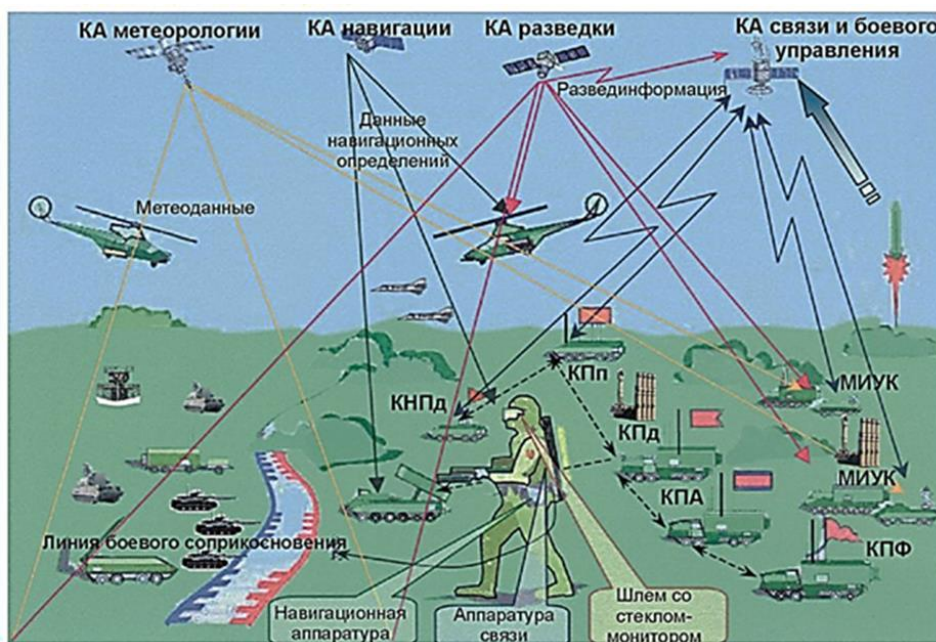 КА метеорологии
КА навигации
КА разведки
КА связи и боевого
управления
Развединформация
Данные
навигационных
определений
Метеоданные
КПп
МИУК
КНПд
КПд
МИУК
КПА
Линия боевого соприкосновения
КПФ
Навигационная
аппаратура
Аппаратура
связи
Шлем со
стеклом-
монитором